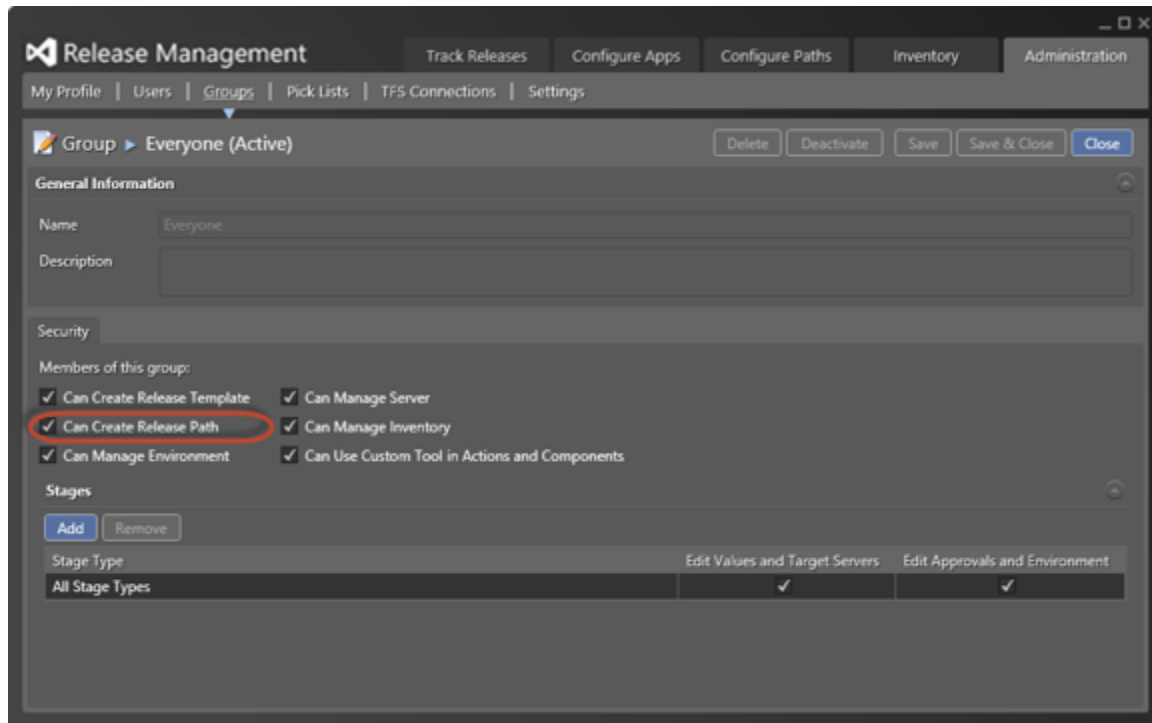 Release Management
Track Releases
Configure Apps
Configure Paths
Inventory
Administration
My Profile | Users | Groups | Pick Lists | TFS Connections | Settings
Group ▸ Everyone (Active)
Delete
Deactivate
Save
Save & Close
Close
General Information
Name
Everyone
Description
Security
Members of this group:
Can Create Release Template
Can Manage Server
Can Create Release Path
Can Manage Inventory
Can Manage Environment
Can Use Custom Tool in Actions and Components
Stages
Add
Remove
Stage Type
Edit Values and Target Servers
Edit Approvals and Environment
All Stage Types